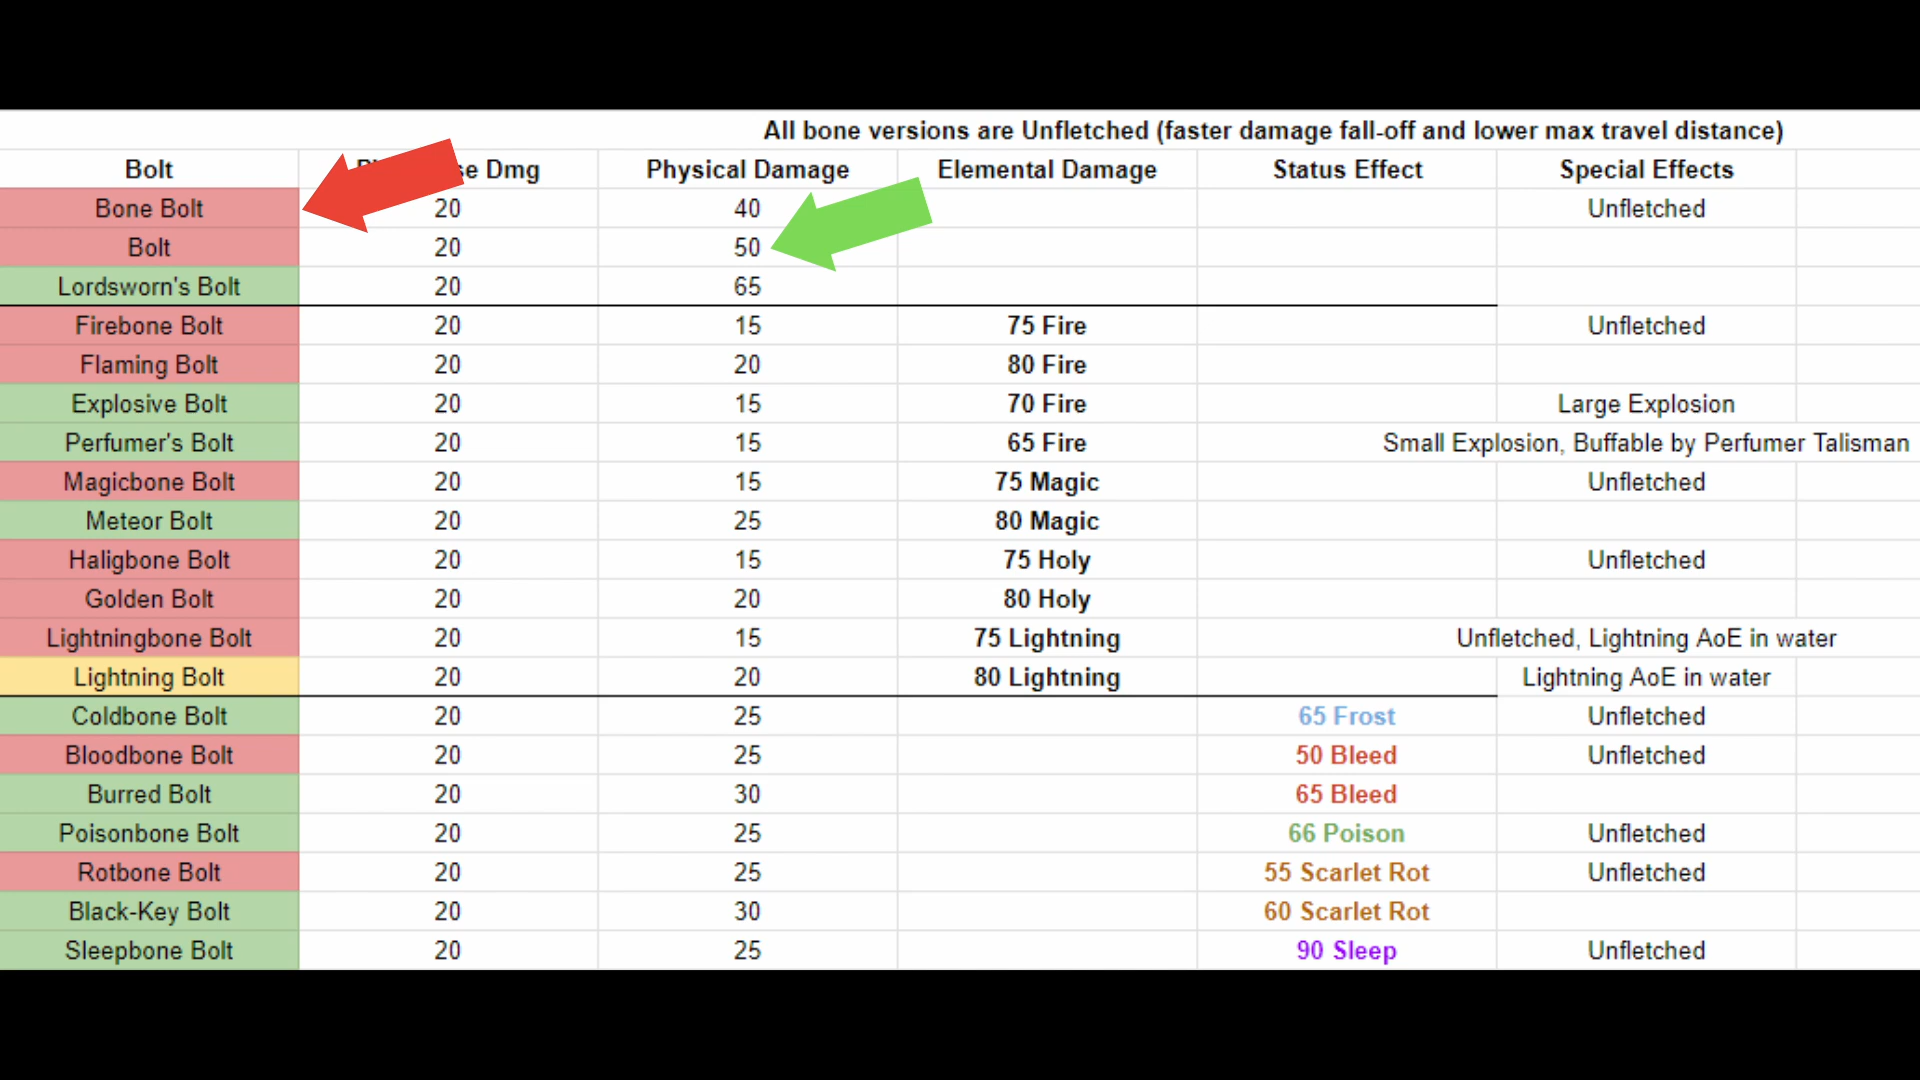 All bone versions are Unfletched (faster damage fall-off and lower max travel distance)
Bolt Dmg Physical Damage Elemental Damage Status Effect Special Effects
Bone Bolt 20 40 Unfletched
Bolt 20 50
Lordsworn's Bolt 20 65
Firebone Bolt 20 15 75 Fire Unfletched
Flaming Bolt 20 20 80 Fire
Explosive Bolt 20 15 70 Fire Large Explosion
Perfumer's Bolt 20 15 65 Fire Small Explosion, Buffable by Perfumer Talisman
Magicbone Bolt 20 15 75 Magic Unfletched
Meteor Bolt 20 25 80 Magic
Haligbone Bolt 20 15 75 Holy Unfletched
Golden Bolt 20 20 80 Holy
Lightningbone Bolt 20 15 75 Lightning Unfletched, Lightning AoE in water
Lightning Bolt 20 20 80 Lightning Lightning AoE in water
Coldbone Bolt 20 25 65 Frost Unfletched
Bloodbone Bolt 20 25 50 Bleed Unfletched
Burred Bolt 20 30 65 Bleed
Poisonbone Bolt 20 25 66 Poison Unfletched
Rotbone Bolt 20 25 55 Scarlet Rot Unfletched
Black-Key Bolt 20 30 60 Scarlet Rot
Sleepbone Bolt 20 25 90 Sleep Unfletched